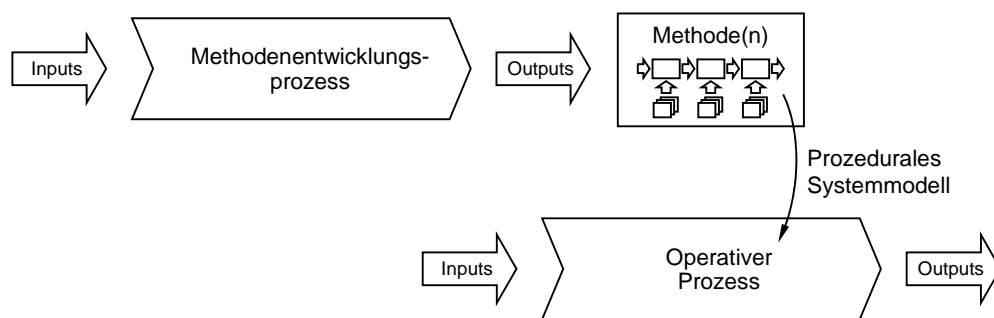 Inputs
Methodenentwicklungs-
prozess
Outputs
Methode(n)
Prozedurales
Systemmodell
Inputs
Operativer
Prozess
Outputs